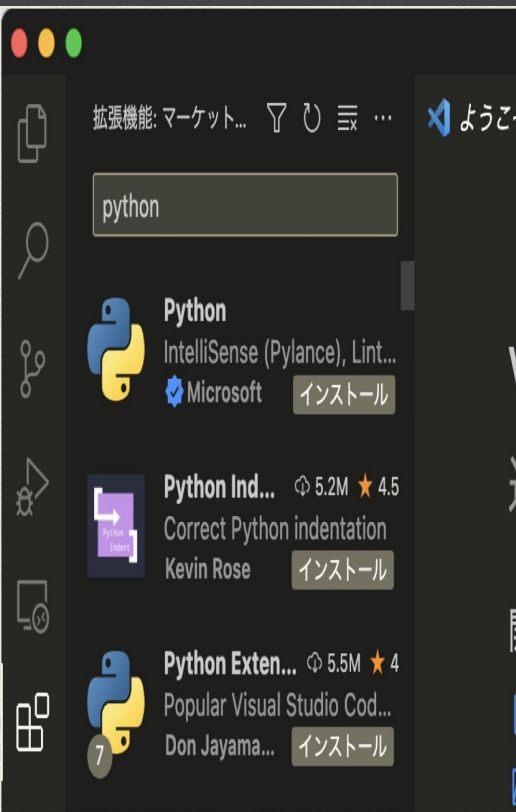 拡張機能: マーケット...
ようこそ
python
Python
IntelliSense (Pylance), Lint...
Microsoft インストール
Python Ind... 5.2M ★ 4.5
Correct Python indentation
Kevin Rose インストール
Python
Indent
Python Exten... 5.5M ★ 4
Popular Visual Studio Cod...
7
Don Jayama... インストール